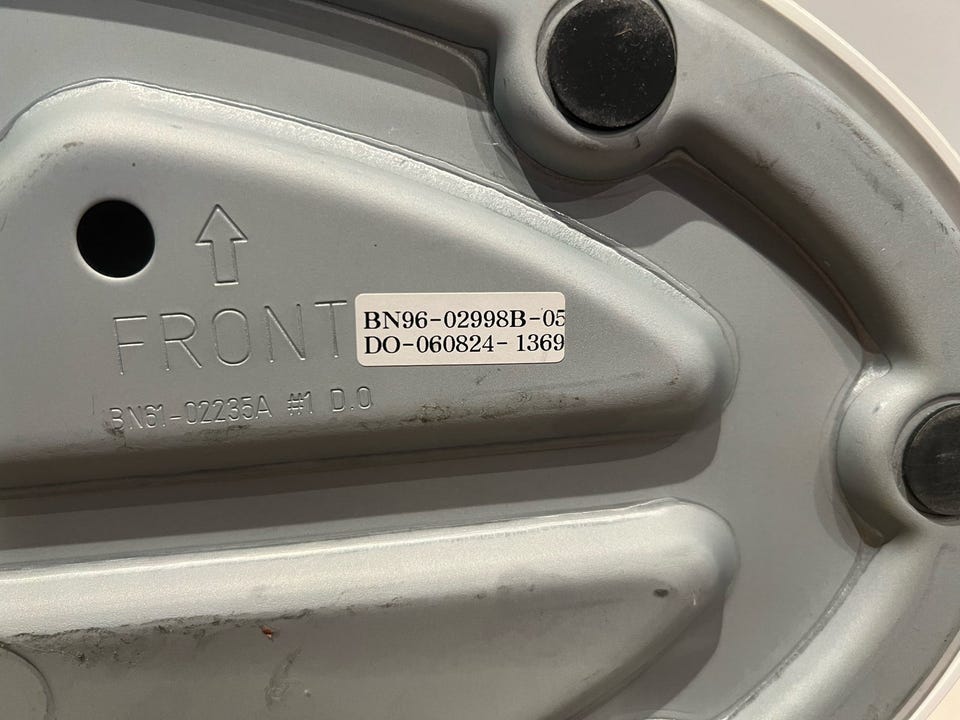 FRONT
BN96-02998B-05
DO-060824-1369
BN61-02235A #1 D.O